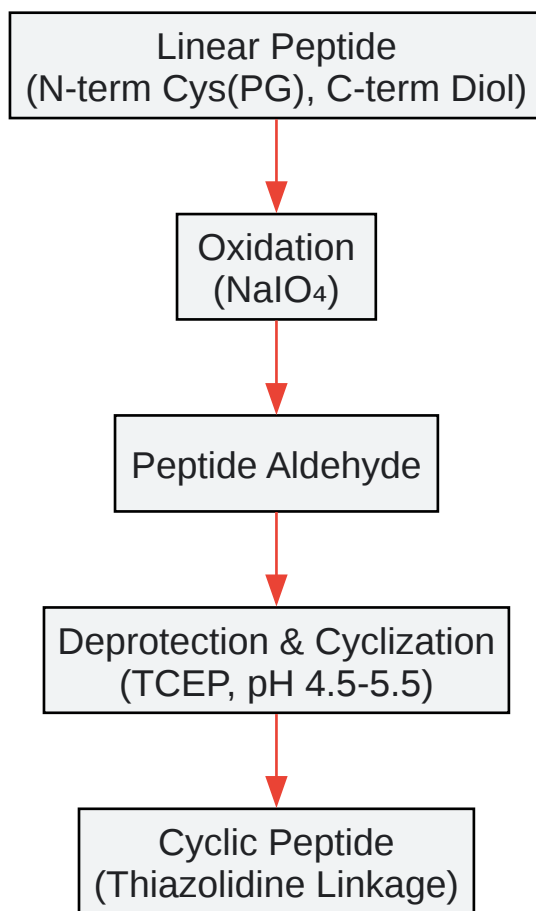 Linear Peptide
(N-term Cys(PG), C-term Diol)
Oxidation
(NaIO₄)
Peptide Aldehyde
Deprotection & Cyclization
(TCEP, pH 4.5-5.5)
Cyclic Peptide
(Thiazolidine Linkage)